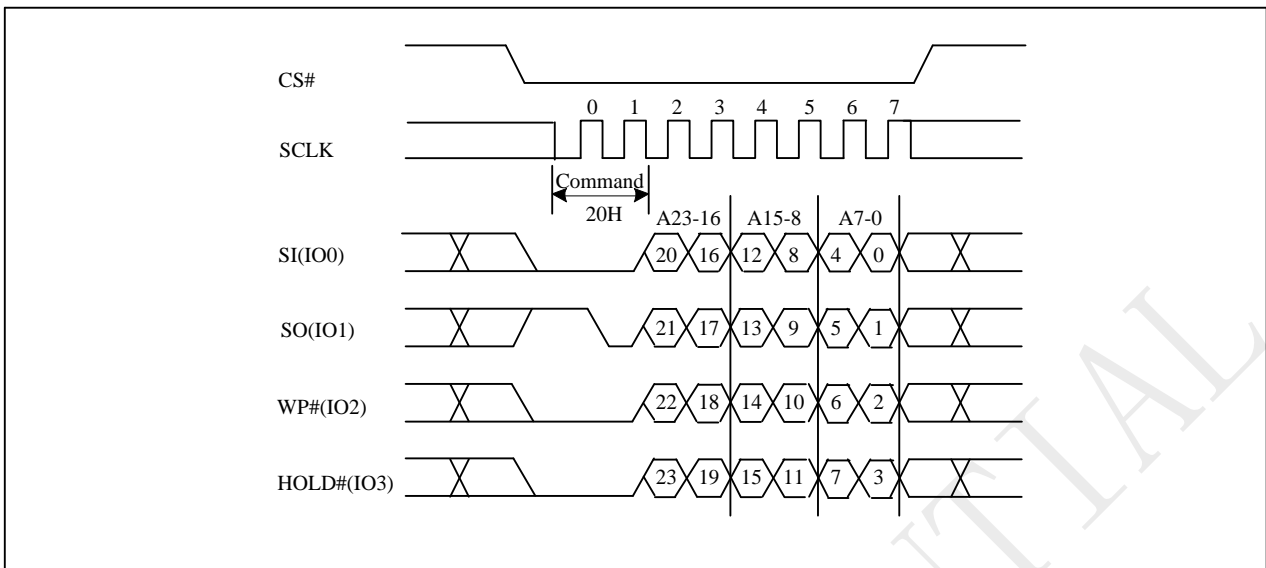 CS#
0 1 2 3 4 5 6 7
SCLK
Command
20H
A23-16 A15-8 A7-0
SI(IO0) 20 16 12 8 4 0
SO(IO1) 21 17 13 9 5 1
WP#(IO2) 22 18 14 10 6 2
HOLD#(IO3) 23 19 15 11 7 3
NTIAL